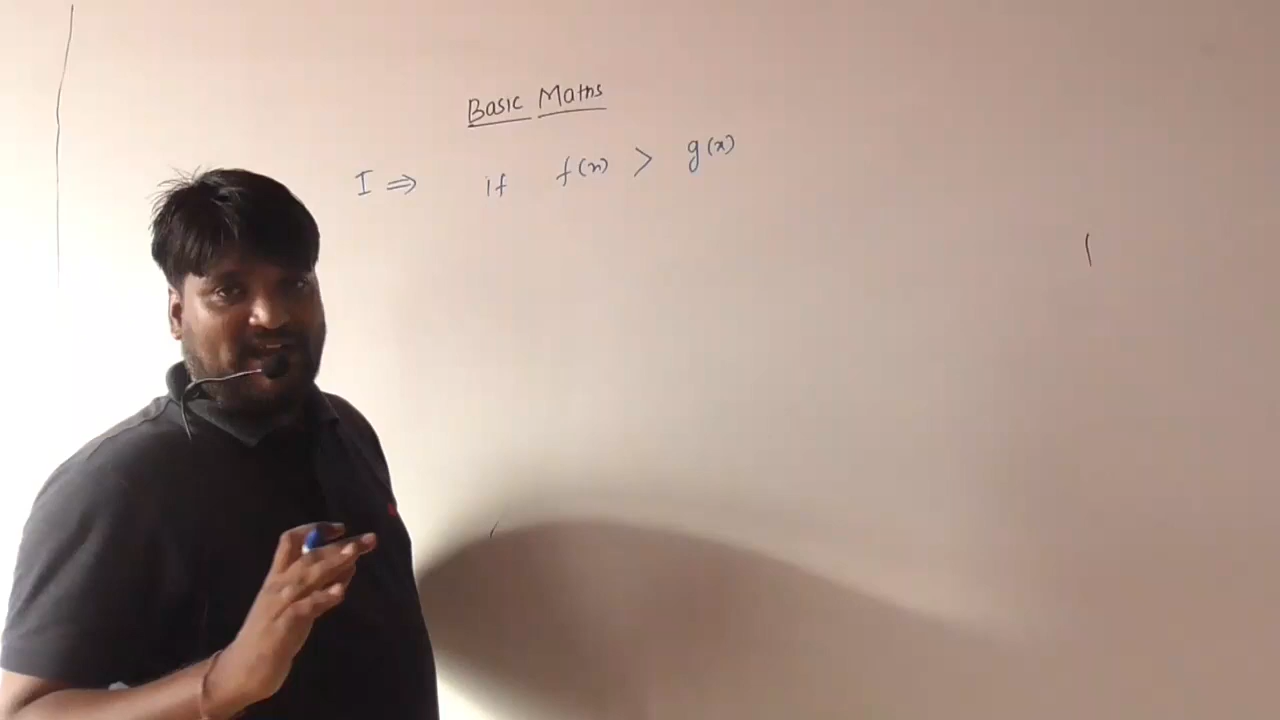 Basic Maths
I ⇒ if f(x) > g(x)